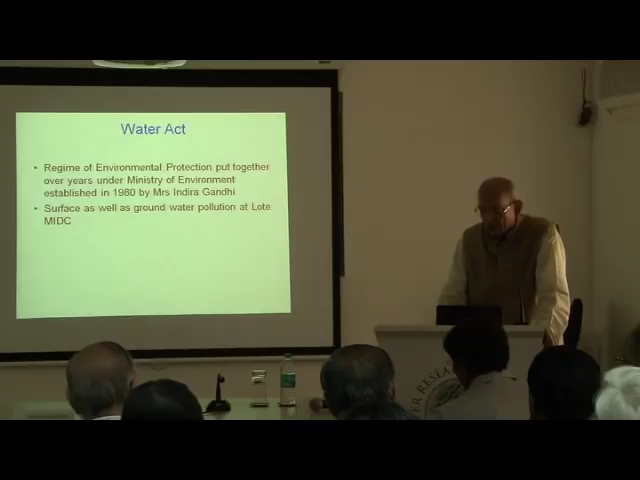 Water Act
• Regime of Environmental Protection put together
over years under Ministry of Environment
established in 1980 by Mrs Indira Gandhi
• Surface as well as ground water pollution at Lote
MIDC